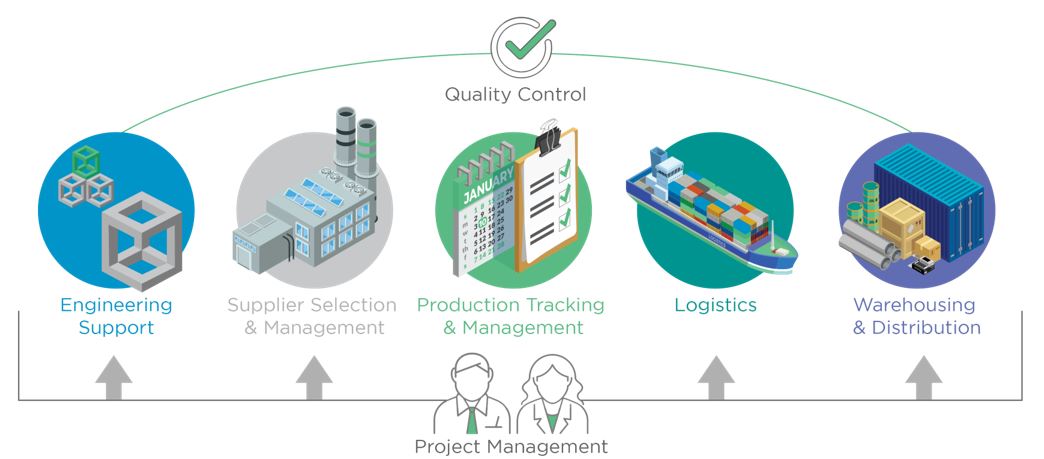 Quality Control
JANUARY
Engineering
Support
Supplier Selection
& Management
Production Tracking
& Management
Logistics
Warehousing
& Distribution
Project Management